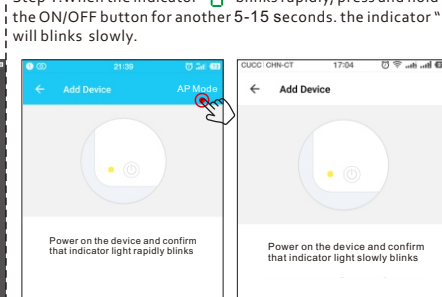 Step 1:When the indicator " " blinks rapidly, press and hold
the ON/OFF button for another 5-15 seconds. the indicator "
will blinks slowly.
21:39
← Add Device AP Mode
Power on the device and confirm
that indicator light rapidly blinks
CUCC CHN-CT 17:04
← Add Device
Power on the device and confirm
that indicator light slowly blinks